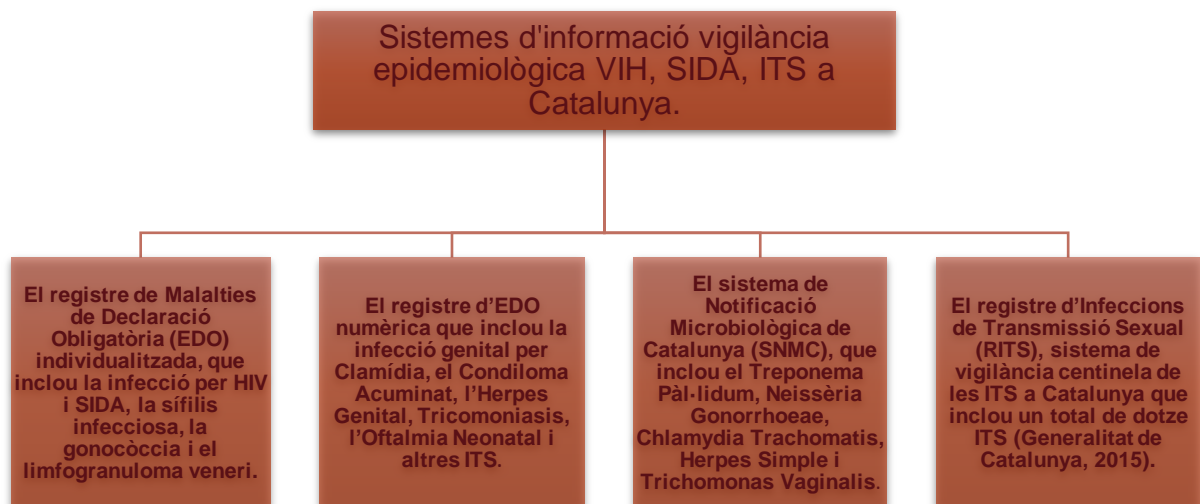 Sistemes d'informació vigilància
epidemiològica VIH, SIDA, ITS a
Catalunya.
El registre de Malalties
de Declaració
Obligatòria (EDO)
individualitzada, que
inclou la infecció per HIV
i SIDA, la sífilis
infecciosa, la
gonocòccia i el
limfogranuloma veneri.
El registre d’EDO
numèrica que inclou la
infecció genital per
Clamídia, el Condiloma
Acuminat, l’Herpes
Genital, Tricomoniasis,
l’Oftalmia Neonatal i
altres ITS.
El sistema de
Notificació
Microbiològica de
Catalunya (SNMC), que
inclou el Treponema
Pàl·lidum, Neissèria
Gonorrhoeae,
Chlamydia Trachomatis,
Herpes Simple i
Trichomonas Vaginalis.
El registre d’Infeccions
de Transmissió Sexual
(RITS), sistema de
vigilància centinela de
les ITS a Catalunya que
inclou un total de dotze
ITS (Generalitat de
Catalunya, 2015).